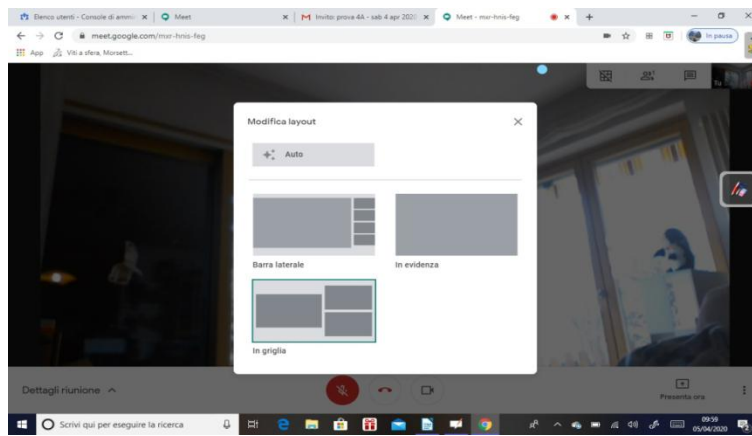 Elenco utenti - Console di ammi
Meet
Invito: prova 4A - sab 4 apr 2020
Meet - mxr-hnis-feg
meet.google.com/mxr-hnis-feg
In pausa
App
Viti a sfera, Morsett...
Tu
Modifica layout
Auto
Barra laterale
In evidenza
In griglia
Dettagli riunione
Presenta ora
Scrivi qui per eseguire la ricerca
09:59
05/04/2020